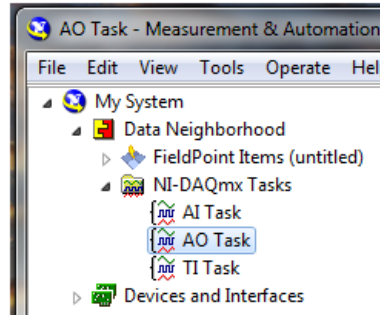 AO Task - Measurement & Automation
File Edit View Tools Operate Hel
My System
Data Neighborhood
FieldPoint Items (untitled)
NI-DAQmx Tasks
AI Task
AO Task
TI Task
Devices and Interfaces